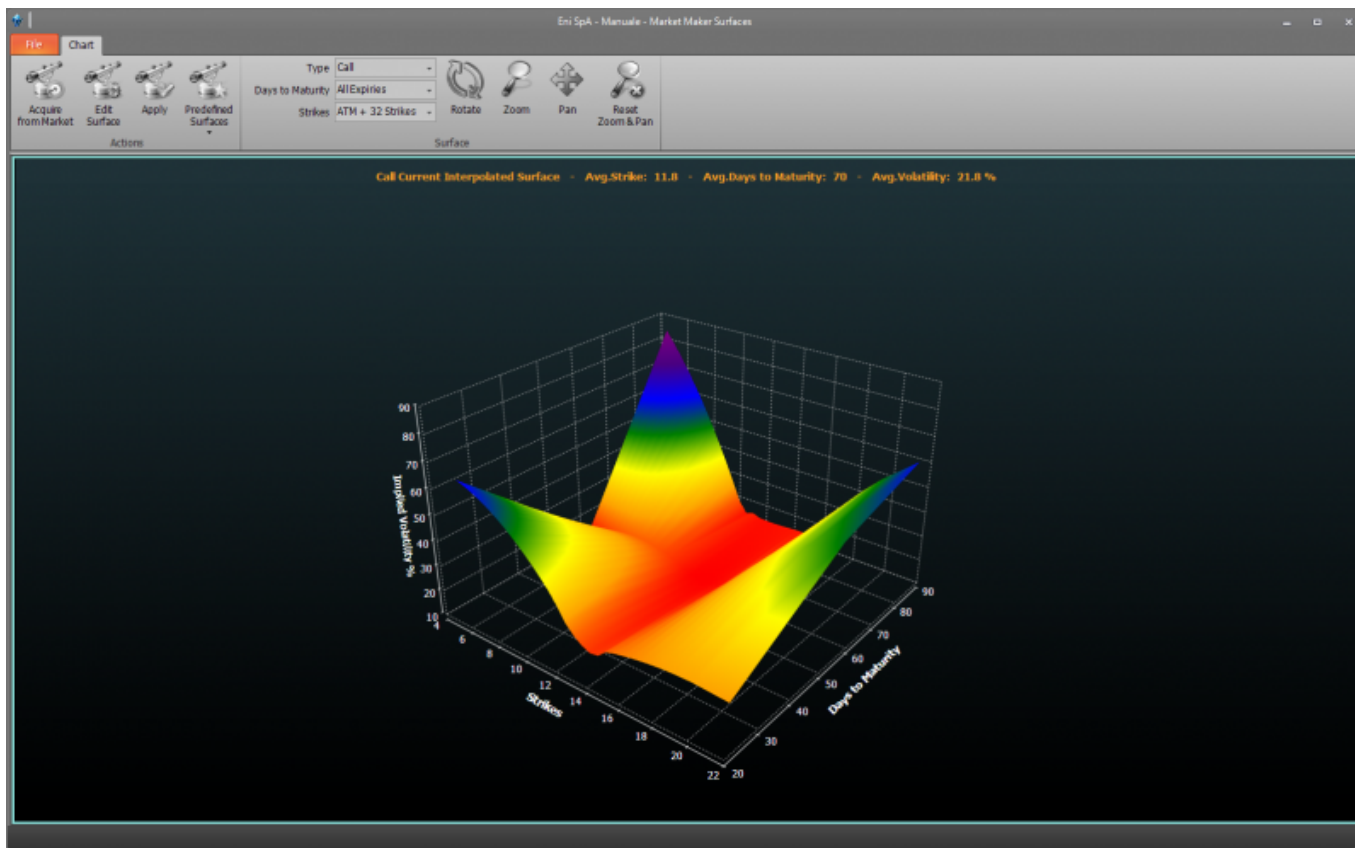 Eni SpA - Manuale - Market Maker Surfaces
File Chart
Acquire from Market
Edit Surface
Apply
Predefined Surfaces
Actions
Type Call
Days to Maturity All Expiries
Strikes ATM + 32 Strikes
Rotate
Zoom
Pan
Reset Zoom & Pan
Surface
Call Current Interpolated Surface - Avg.Strike: 11.8 - Avg.Days to Maturity: 70 - Avg.Volatility: 21.8 %
90
80
70
60
50
40
30
20
10
Implied Volatility %
4
6
8
10
12
14
16
18
20
22
Strikes
20
30
40
50
60
70
80
90
Days to Maturity